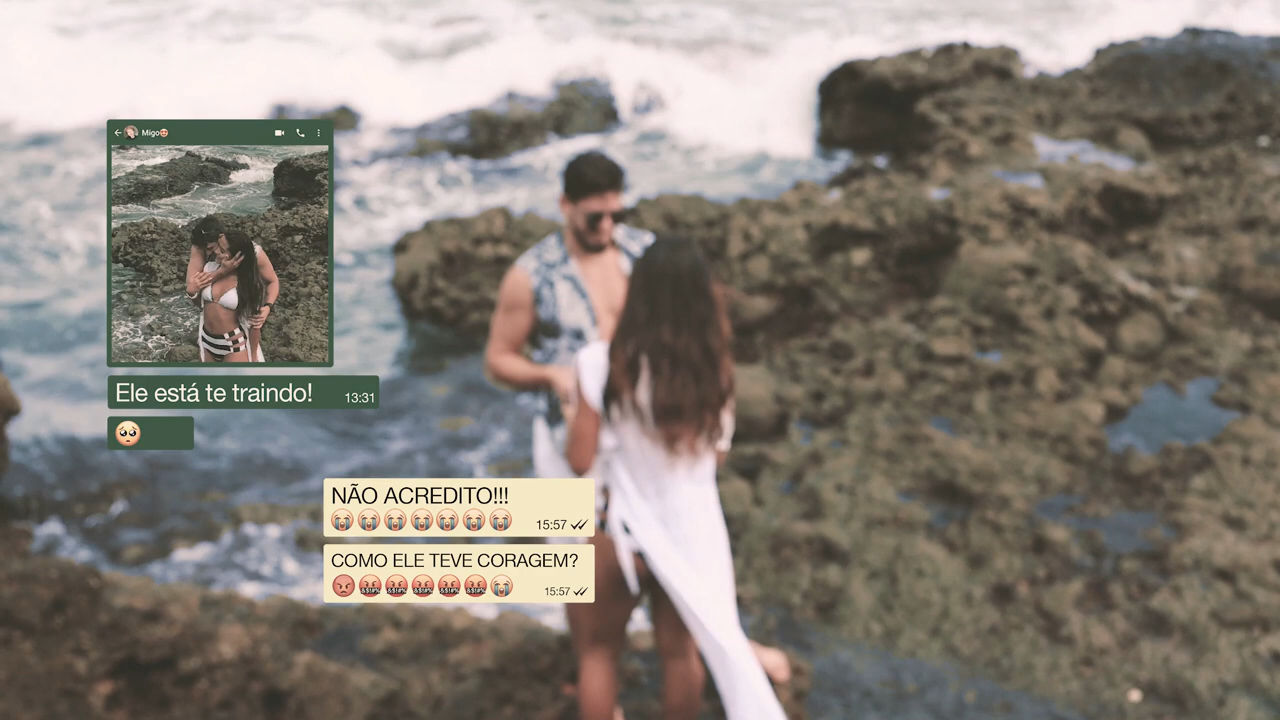 Migo
Ele está te traindo!
13:31
NÃO ACREDITO!!!
15:57
COMO ELE TEVE CORAGEM?
15:57